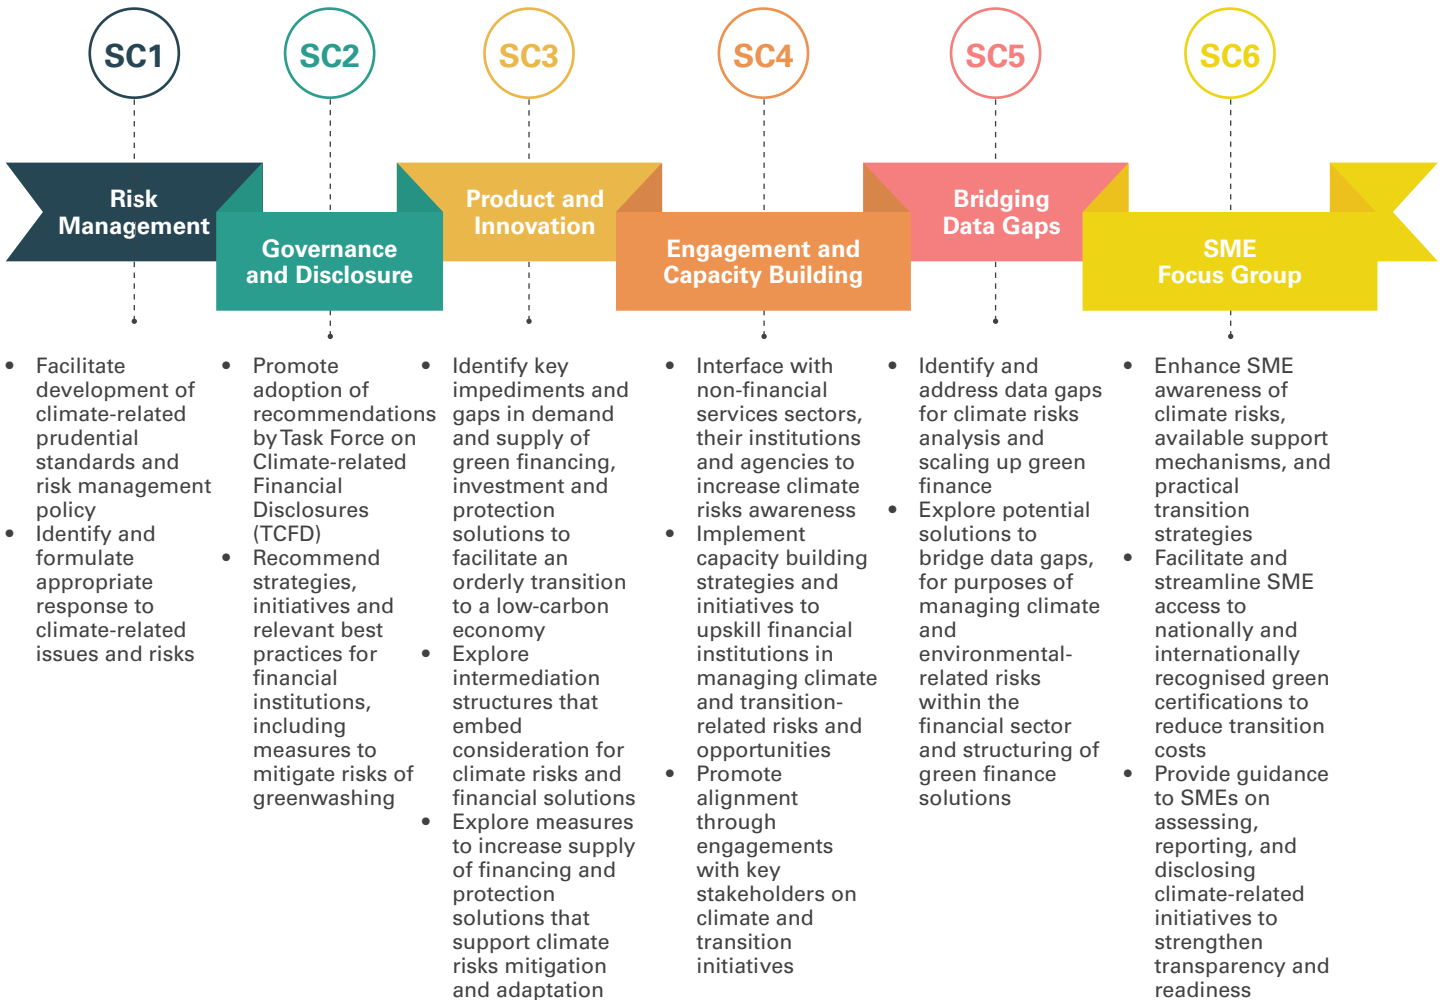 SC1
SC2
SC3
SC4
SC5
SC6
Risk
Management
Governance
and Disclosure
Product and
Innovation
Engagement and
Capacity Building
Bridging
Data Gaps
SME
Focus Group
• Facilitate
development of
climate-related
prudential
standards and
risk management
policy
• Identify and
formulate
appropriate
response to
climate-related
issues and risks
• Promote
adoption of
recommendations
by Task Force on
Climate-related
Financial
Disclosures
(TCFD)
• Recommend
strategies,
initiatives and
relevant best
practices for
financial
institutions,
including
measures to
mitigate risks of
greenwashing
• Identify key
impediments and
gaps in demand
and supply of
green financing,
investment and
protection
solutions to
facilitate an
orderly transition
to a low-carbon
economy
• Explore
intermediation
structures that
embed
consideration for
climate risks and
financial solutions
• Explore measures
to increase supply
of financing and
protection
solutions that
support climate
risks mitigation
and adaptation
• Interface with
non-financial
services sectors,
their institutions
and agencies to
increase climate
risks awareness
• Implement
capacity building
strategies and
initiatives to
upskill financial
institutions in
managing climate
and transition-
related risks and
opportunities
• Promote
alignment
through
engagements
with key
stakeholders on
climate and
transition
initiatives
• Identify and
address data gaps
for climate risks
analysis and
scaling up green
finance
• Explore potential
solutions to
bridge data gaps,
for purposes of
managing climate
and
environmental-
related risks
within the
financial sector
and structuring of
green finance
solutions
• Enhance SME
awareness of
climate risks,
available support
mechanisms, and
practical
transition
strategies
• Facilitate and
streamline SME
access to
nationally and
internationally
recognised green
certifications to
reduce transition
costs
• Provide guidance
to SMEs on
assessing,
reporting, and
disclosing
climate-related
initiatives to
strengthen
transparency and
readiness